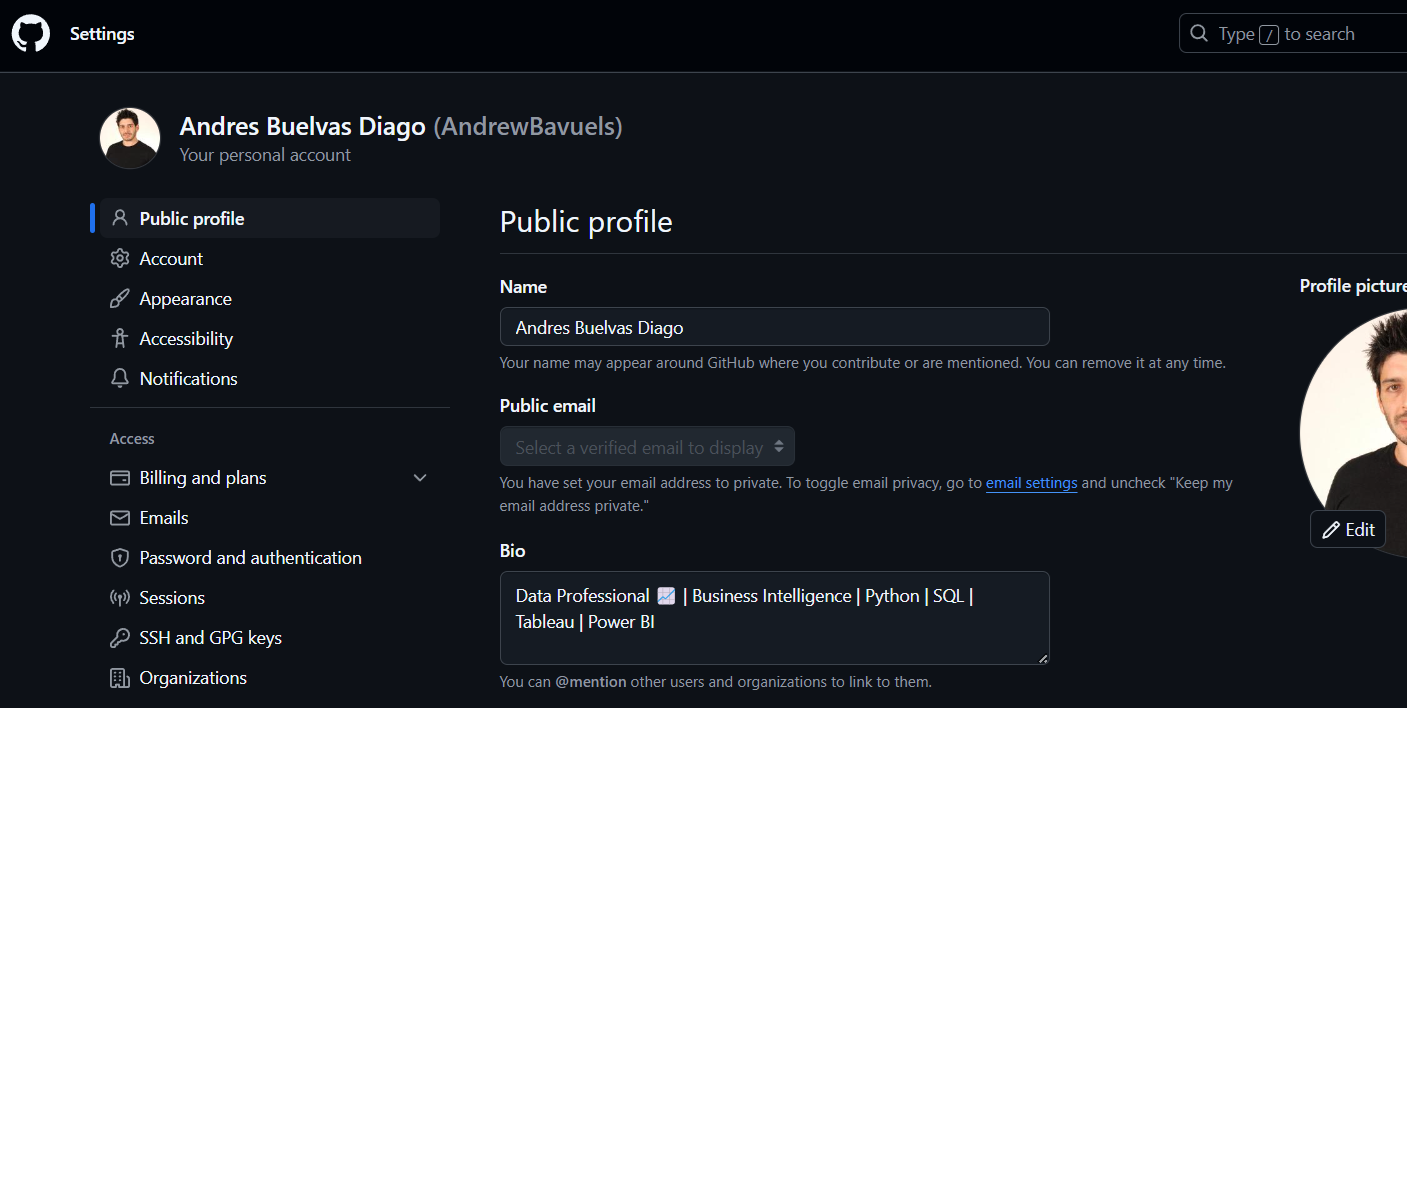 Settings
Type / to search
Andres Buelvas Diago (AndrewBavuels)
Your personal account
Public profile
Account
Appearance
Accessibility
Notifications
Access
Billing and plans
Emails
Password and authentication
Sessions
SSH and GPG keys
Organizations
Public profile
Name
Andres Buelvas Diago
Your name may appear around GitHub where you contribute or are mentioned. You can remove it at any time.
Public email
Select a verified email to display
You have set your email address to private. To toggle email privacy, go to email settings and uncheck "Keep my
email address private."
Bio
Data Professional 📈 | Business Intelligence | Python | SQL |
Tableau | Power BI
You can @mention other users and organizations to link to them.
Profile picture
Edit